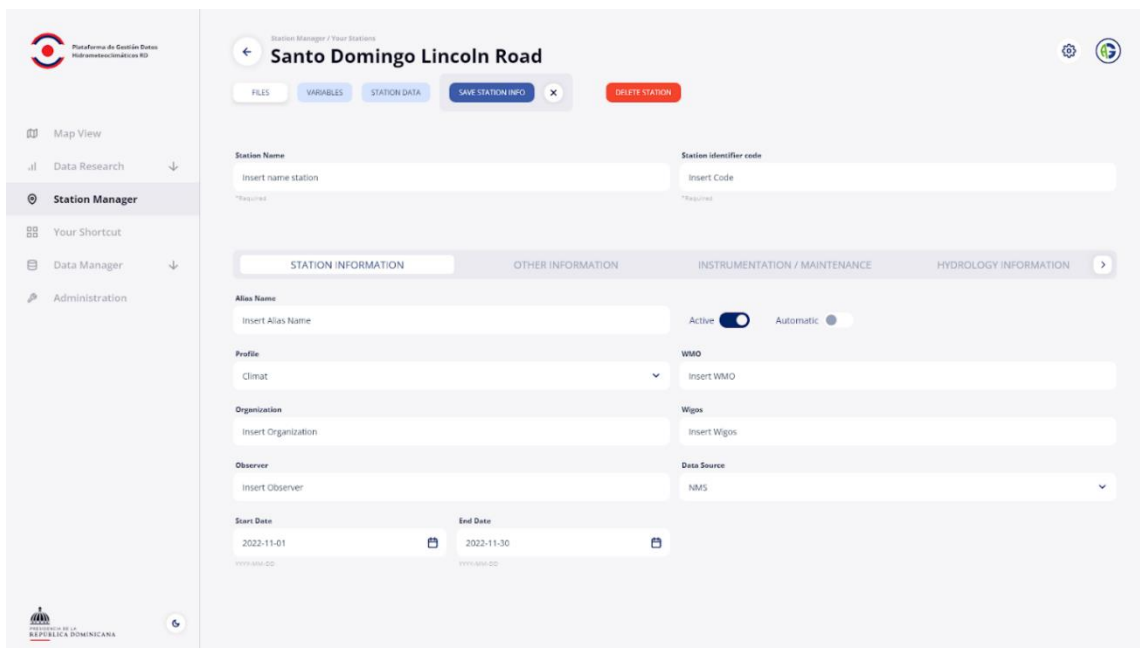 Plataforma de Gestión Datos
Hidrometeoclimáticos RD
Map View
Data Research
Station Manager
Your Shortcut
Data Manager
Administration
PRESIDENCIA DE LA
REPÚBLICA DOMINICANA
Station Manager / Your Stations
Santo Domingo Lincoln Road
FILES
VARIABLES
STATION DATA
SAVE STATION INFO
DELETE STATION
Station Name
Station identifier code
Insert name station
Insert Code
*Required
*Required
STATION INFORMATION
OTHER INFORMATION
INSTRUMENTATION / MAINTENANCE
HYDROLOGY INFORMATION
Alias Name
Insert Alias Name
Active
Automatic
Profile
WMO
Climat
Insert WMO
Organization
Wigos
Insert Organization
Insert Wigos
Observer
Data Source
Insert Observer
NMS
Start Date
End Date
2022-11-01
2022-11-30
YYYY-MM-DD
YYYY-MM-DD